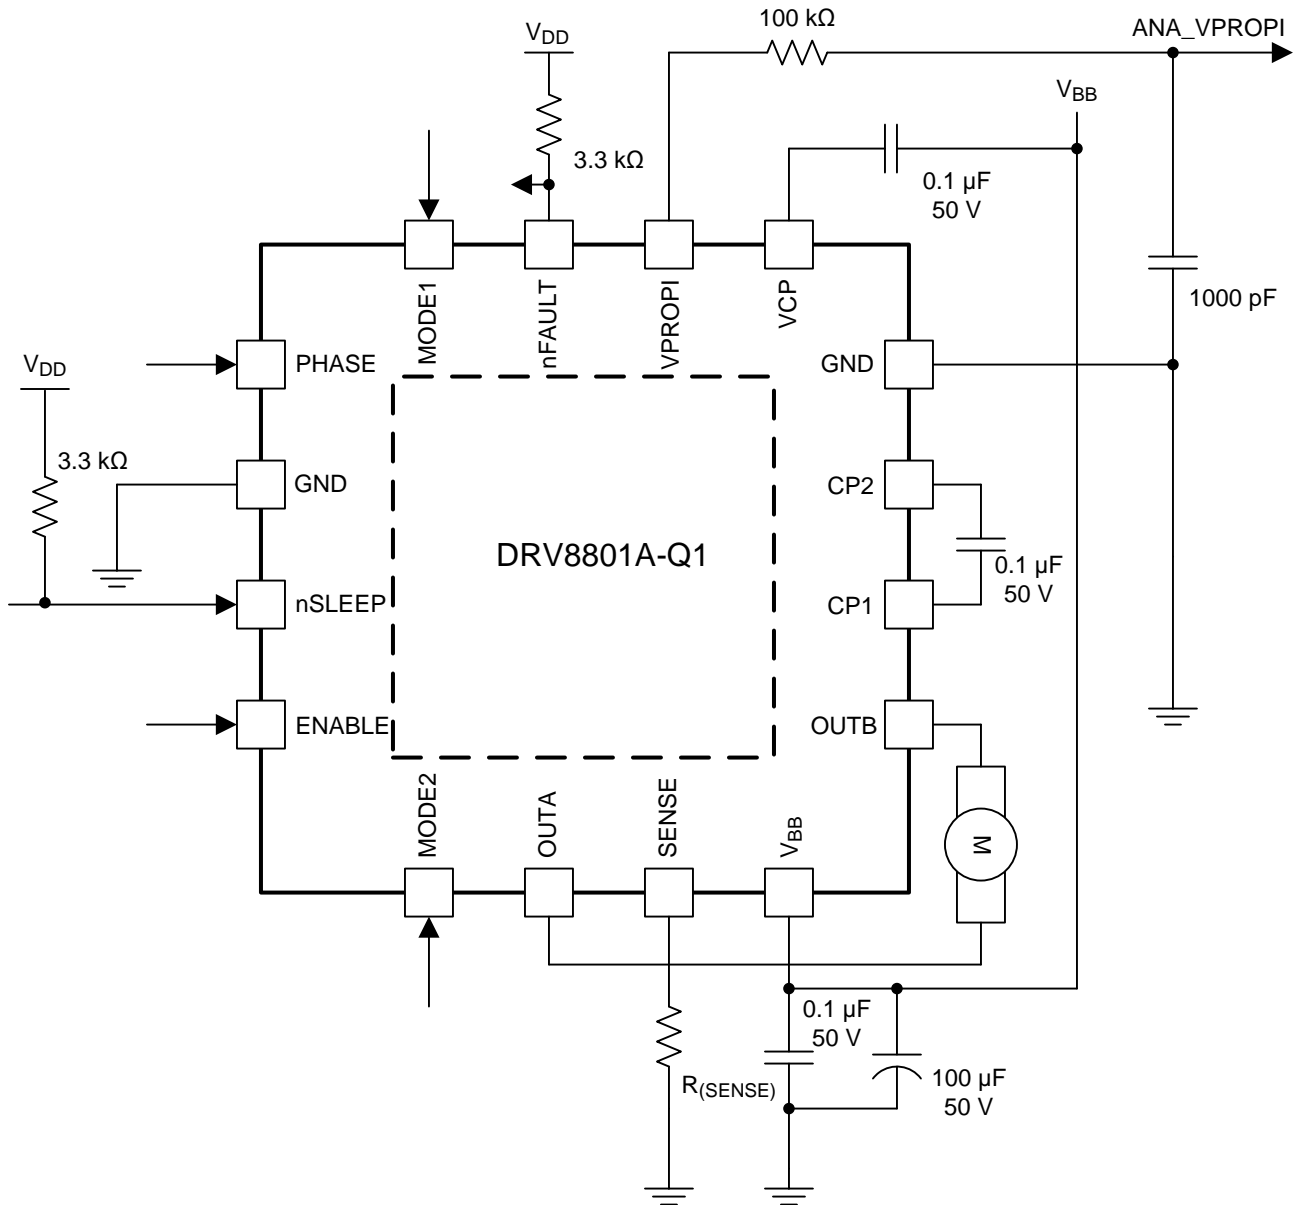 100 kΩ
ANA_VPROPI
VDD
VBB
3.3 kΩ
0.1 µF
50 V
MODE1
nFAULT
VPROPI
VCP
1000 pF
VDD
PHASE
GND
3.3 kΩ
GND
CP2
DRV8801A-Q1
0.1 µF
50 V
nSLEEP
CP1
ENABLE
OUTB
MODE2
OUTA
SENSE
VBB
M
0.1 µF
50 V
R(SENSE)
100 µF
50 V